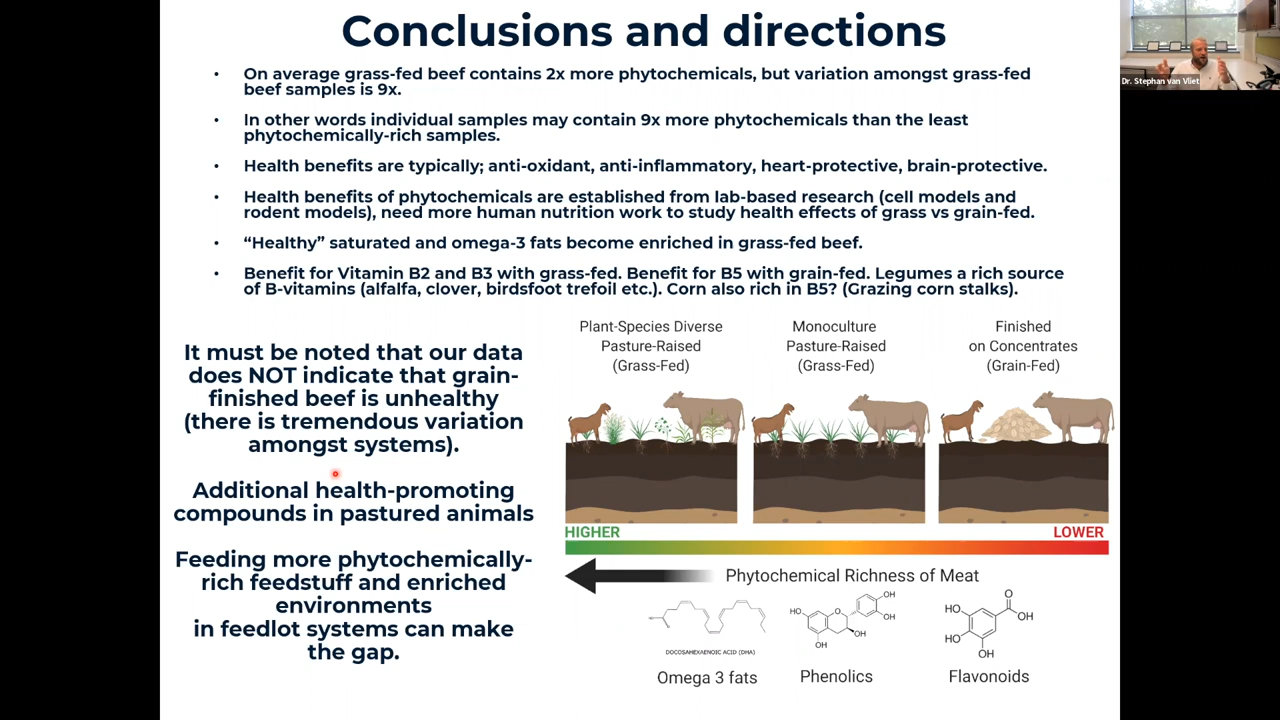 Conclusions and directions
• On average grass-fed beef contains 2x more phytochemicals, but variation amongst grass-fed
beef samples is 9x.
• In other words individual samples may contain 9x more phytochemicals than the least
phytochemically-rich samples.
• Health benefits are typically; anti-oxidant, anti-inflammatory, heart-protective, brain-protective.
• Health benefits of phytochemicals are established from lab-based research (cell models and
rodent models), need more human nutrition work to study health effects of grass vs grain-fed.
• “Healthy” saturated and omega-3 fats become enriched in grass-fed beef.
• Benefit for Vitamin B2 and B3 with grass-fed. Benefit for B5 with grain-fed. Legumes a rich source
of B-vitamins (alfalfa, clover, birdsfoot trefoil etc.). Corn also rich in B5? (Grazing corn stalks).
It must be noted that our data
does NOT indicate that grain-
finished beef is unhealthy
(there is tremendous variation
amongst systems).
Additional health-promoting
compounds in pastured animals
Feeding more phytochemically-
rich feedstuff and enriched
environments
in feedlot systems can make
the gap.
Plant-Species Diverse
Pasture-Raised
(Grass-Fed)
Monoculture
Pasture-Raised
(Grass-Fed)
Finished
on Concentrates
(Grain-Fed)
HIGHER
LOWER
Phytochemical Richness of Meat
DOCOSAHEXAENOIC ACID (DHA)
Omega 3 fats
HO
O
OH
OH
OH
OH
Phenolics
HO
HO
OH
O
OH
Flavonoids
Dr. Stephan van Vliet